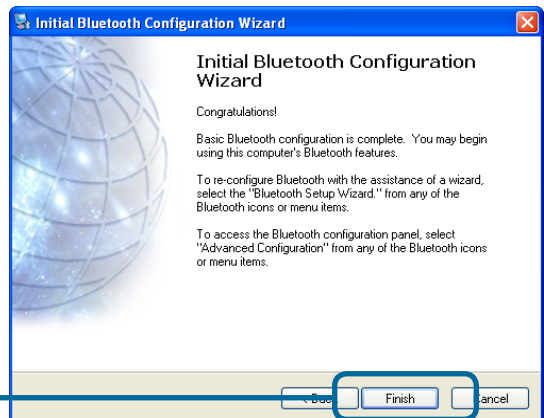 Initial Bluetooth Configuration Wizard
Initial Bluetooth Configuration
Wizard
Congratulations!
Basic Bluetooth configuration is complete. You may begin
using this computer's Bluetooth features.
To re-configure Bluetooth with the assistance of a wizard,
select the "Bluetooth Setup Wizard." from any of the
Bluetooth icons or menu items.
To access the Bluetooth configuration panel, select
"Advanced Configuration" from any of the Bluetooth icons
or menu items.
Finish